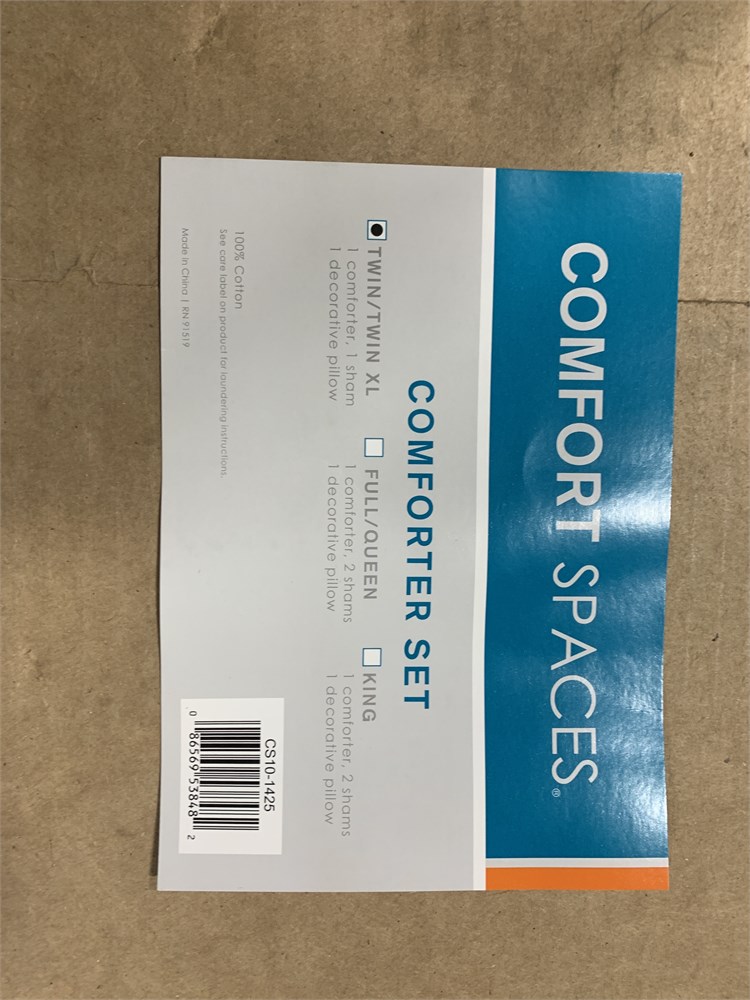 COMFORT SPACES®
COMFORTER SET
TWIN/TWIN XL
1 comforter, 1 sham
1 decorative pillow
FULL/QUEEN
1 comforter, 2 shams
1 decorative pillow
KING
1 comforter, 2 shams
1 decorative pillow
100% Cotton
See care label on product for laundering instructions.
Made in China | RN 91519
CS10-1425
0 86569 53848 2